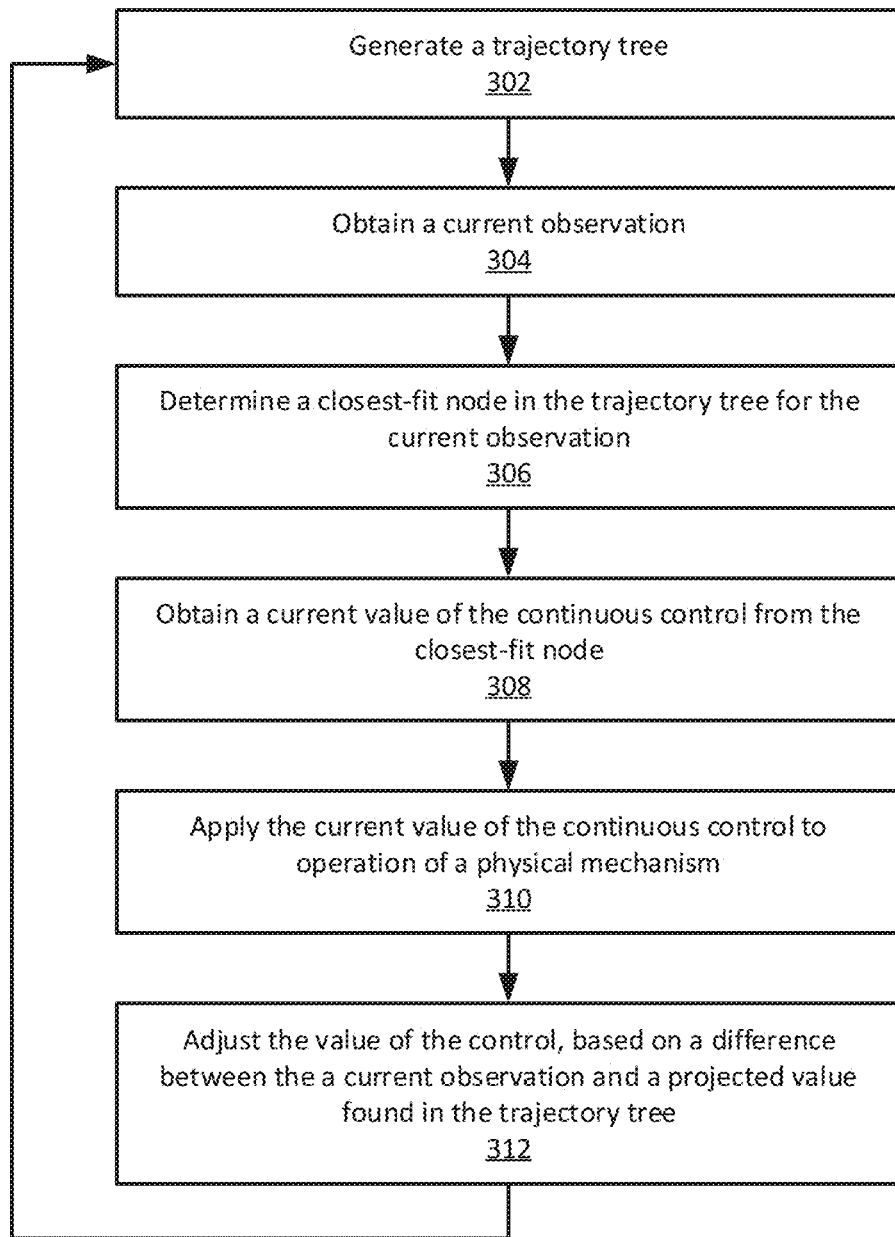 Generate a trajectory tree
302
Obtain a current observation
304
Determine a closest-fit node in the trajectory tree for the
current observation
306
Obtain a current value of the continuous control from the
closest-fit node
308
Apply the current value of the continuous control to
operation of a physical mechanism
310
Adjust the value of the control, based on a difference
between the a current observation and a projected value
found in the trajectory tree
312